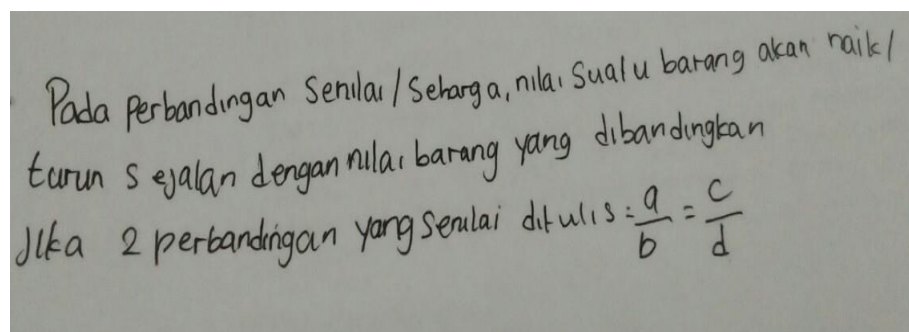 Pada perbandingan senilai/seharga, nilai suatu barang akan naik/
turun sejalan dengan nilai barang yang dibandingkan
Jika 2 perbandingan yang senilai ditulis = a/b = c/d